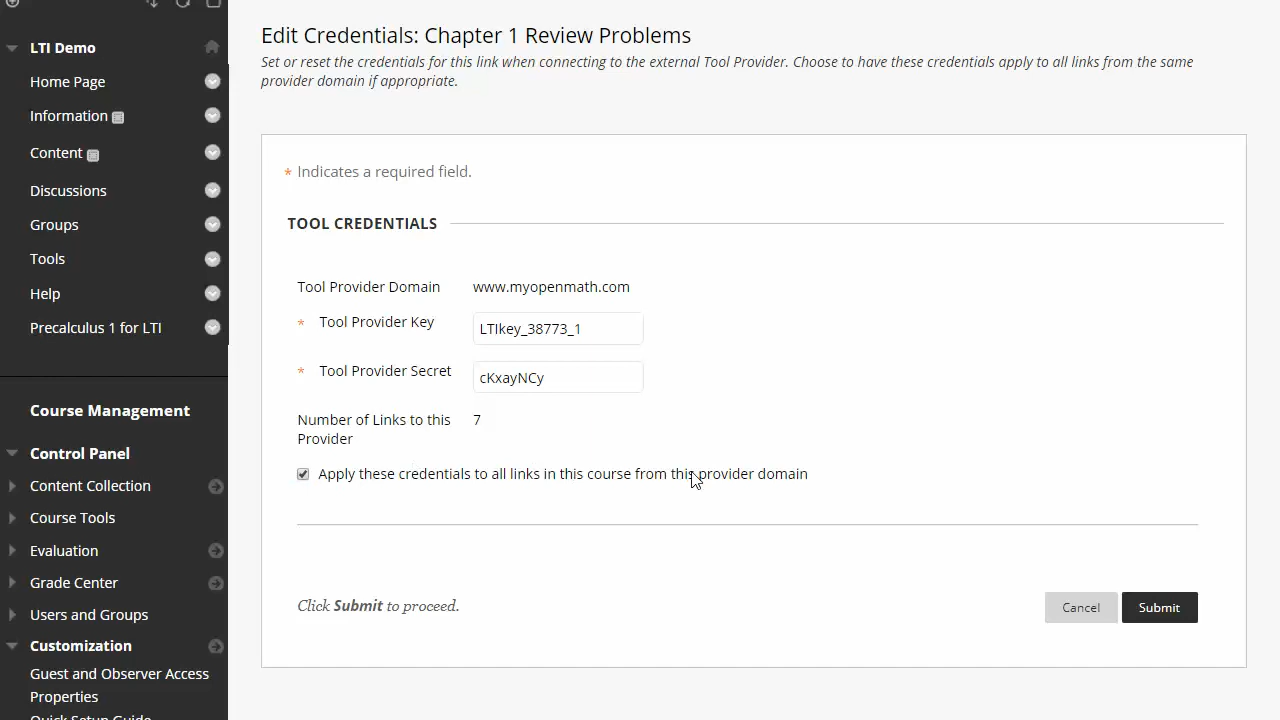 LTI Demo
Home Page
Information
Content
Discussions
Groups
Tools
Help
Precalculus 1 for LTI
Course Management
Control Panel
Content Collection
Course Tools
Evaluation
Grade Center
Users and Groups
Customization
Guest and Observer Access
Properties
Quick Setup Guide
Edit Credentials: Chapter 1 Review Problems
Set or reset the credentials for this link when connecting to the external Tool Provider. Choose to have these credentials apply to all links from the same
provider domain if appropriate.
* Indicates a required field.
TOOL CREDENTIALS
Tool Provider Domain www.myopenmath.com
* Tool Provider Key LTIkey_38773_1
* Tool Provider Secret cKxayNCy
Number of Links to this 7
Provider
Apply these credentials to all links in this course from this provider domain
Click Submit to proceed.
Cancel Submit